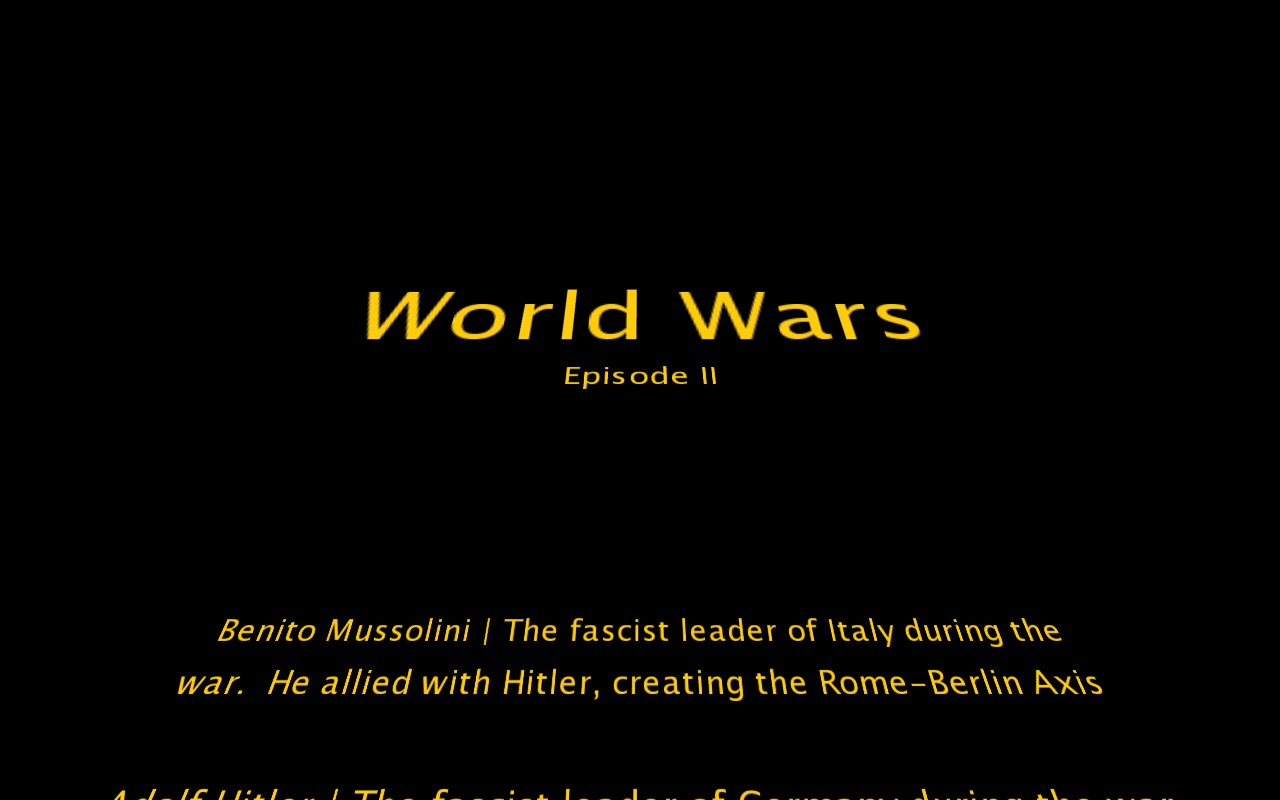 World Wars
Episode II
Benito Mussolini | The fascist leader of Italy during the
war.  He allied with Hitler, creating the Rome-Berlin Axis
Adolf Hitler | The fascist leader of Germany during the war.